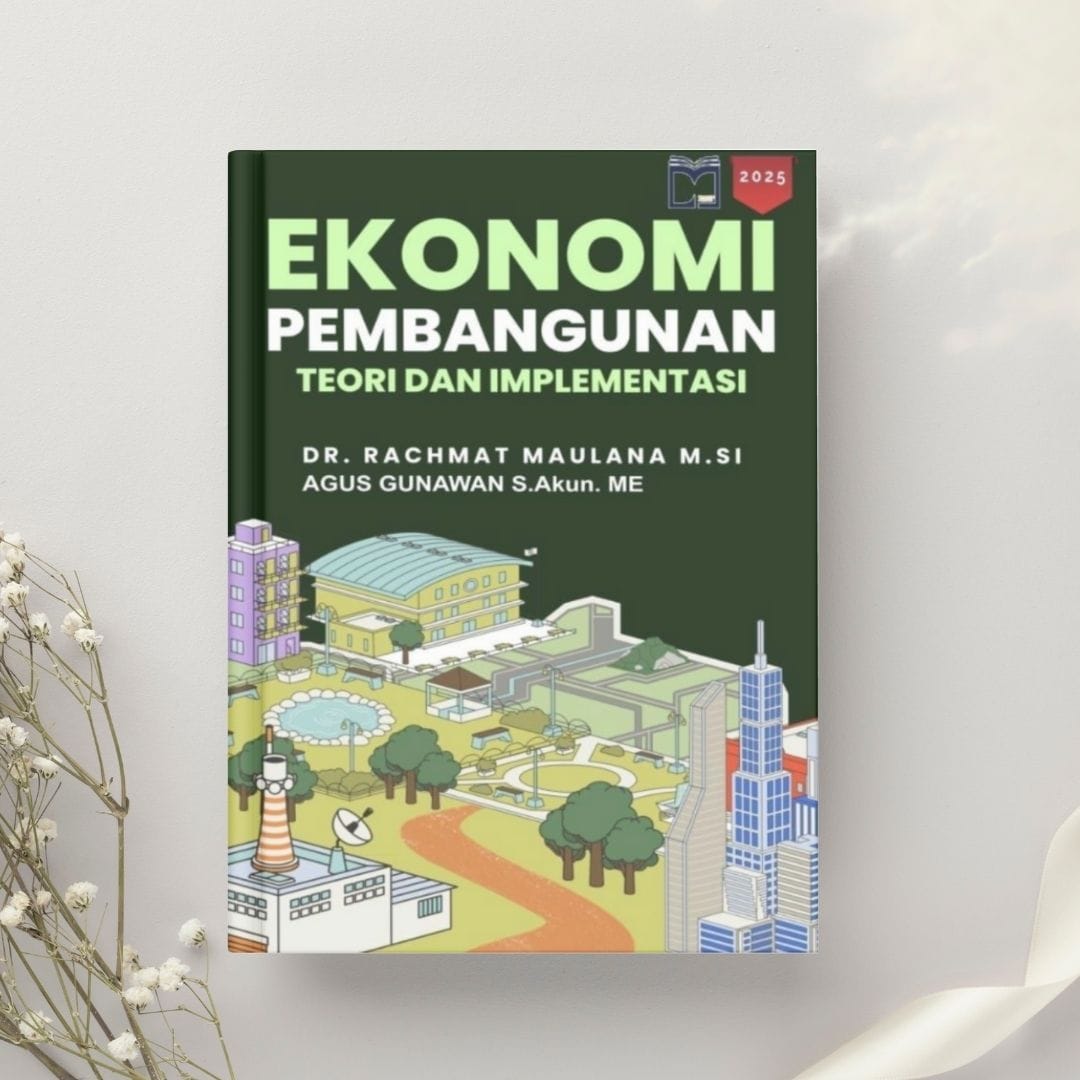 2025
EKONOMI
PEMBANGUNAN
TEORI DAN IMPLEMENTASI
DR. RACHMAT MAULANA M.SI
AGUS GUNAWAN S.Akun. ME